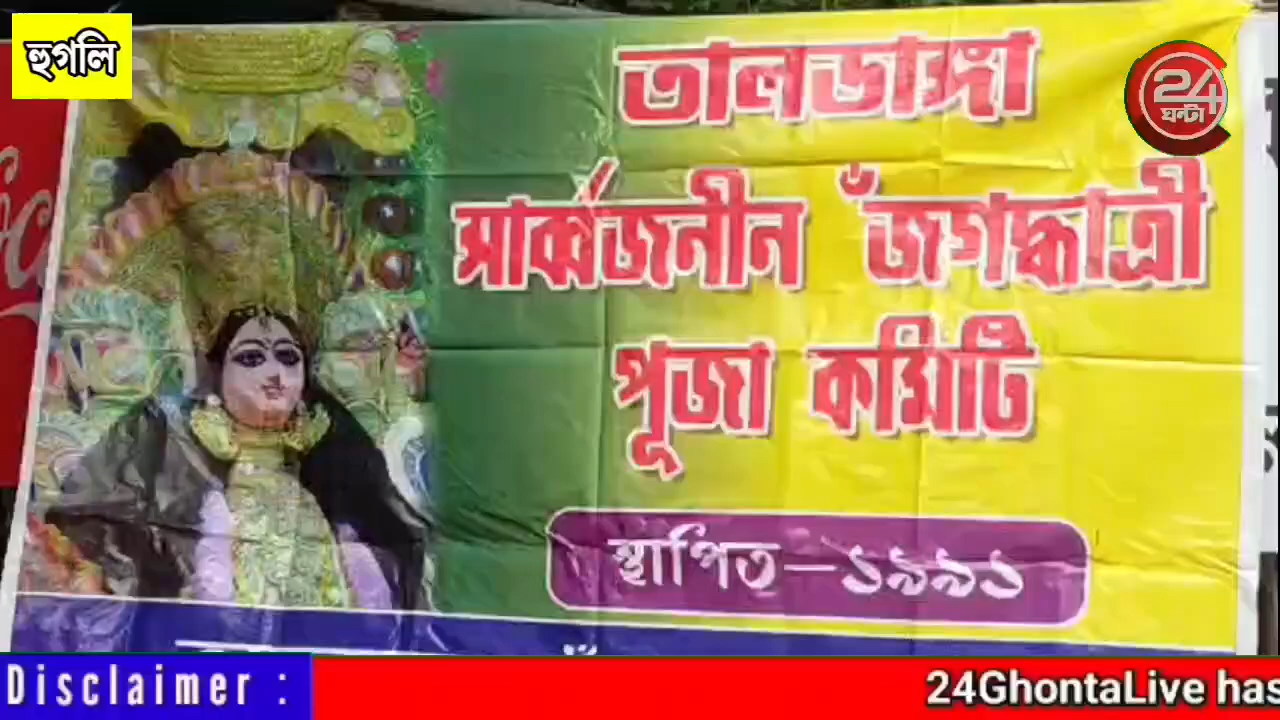 হুগলি
24
ঘন্টা
তালডাঙ্গা
সার্ব্বজনীন ঁজগদ্ধাত্রী
পূজা কমিটি
স্থাপিত-১৯৯১
Disclaimer :
24GhontaLive has